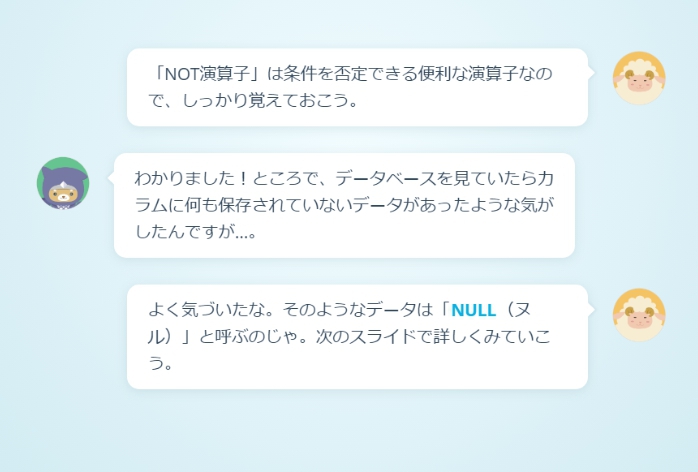 「NOT演算子」は条件を否定できる便利な演算子なの
で、しっかり覚えておこう。
わかりました！ところで、データベースを見ていたらカ
ラムに何も保存されていないデータがあったような気が
したんですが...。
よく気づいたな。そのようなデータは「NULL（ヌ
ル）」と呼ぶのじゃ。次のスライドで詳しくみていこ
う。